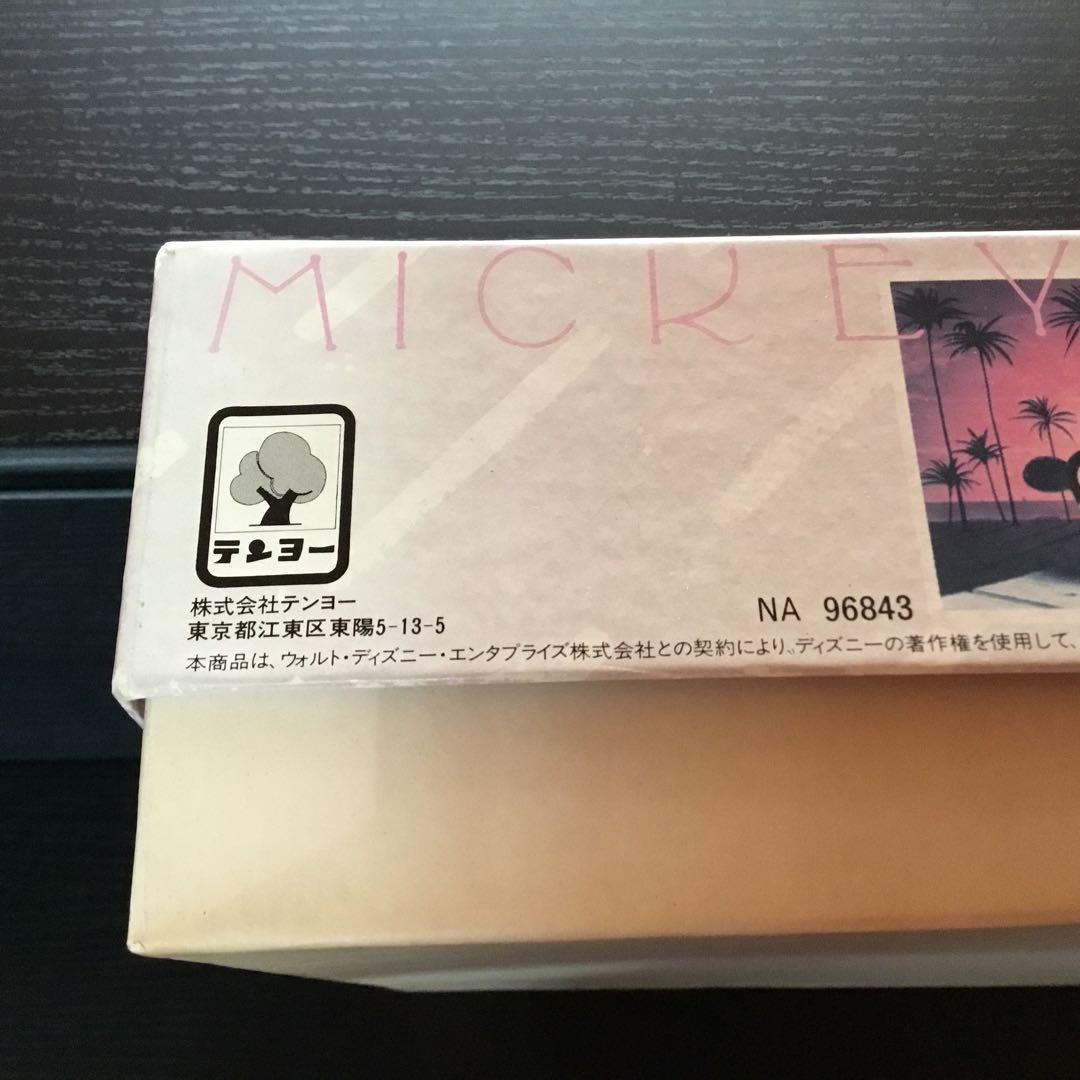 MICKEY
テンヨー
株式会社テンヨー
東京都江東区東陽5-13-5
NA 96843
本商品は、ウォルト・ディズニー・エンタプライズ株式会社との契約により、ディズニーの著作権を使用して、